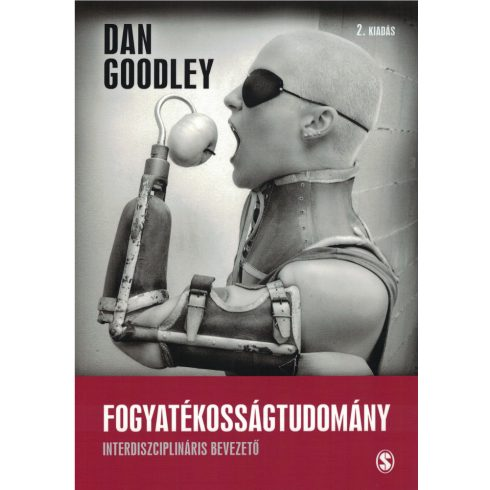 DAN
GOODLEY
2. KIADÁS
FOGYATÉKOSSÁGTUDOMÁNY
INTERDISZCIPLINÁRIS BEVEZETŐ
S